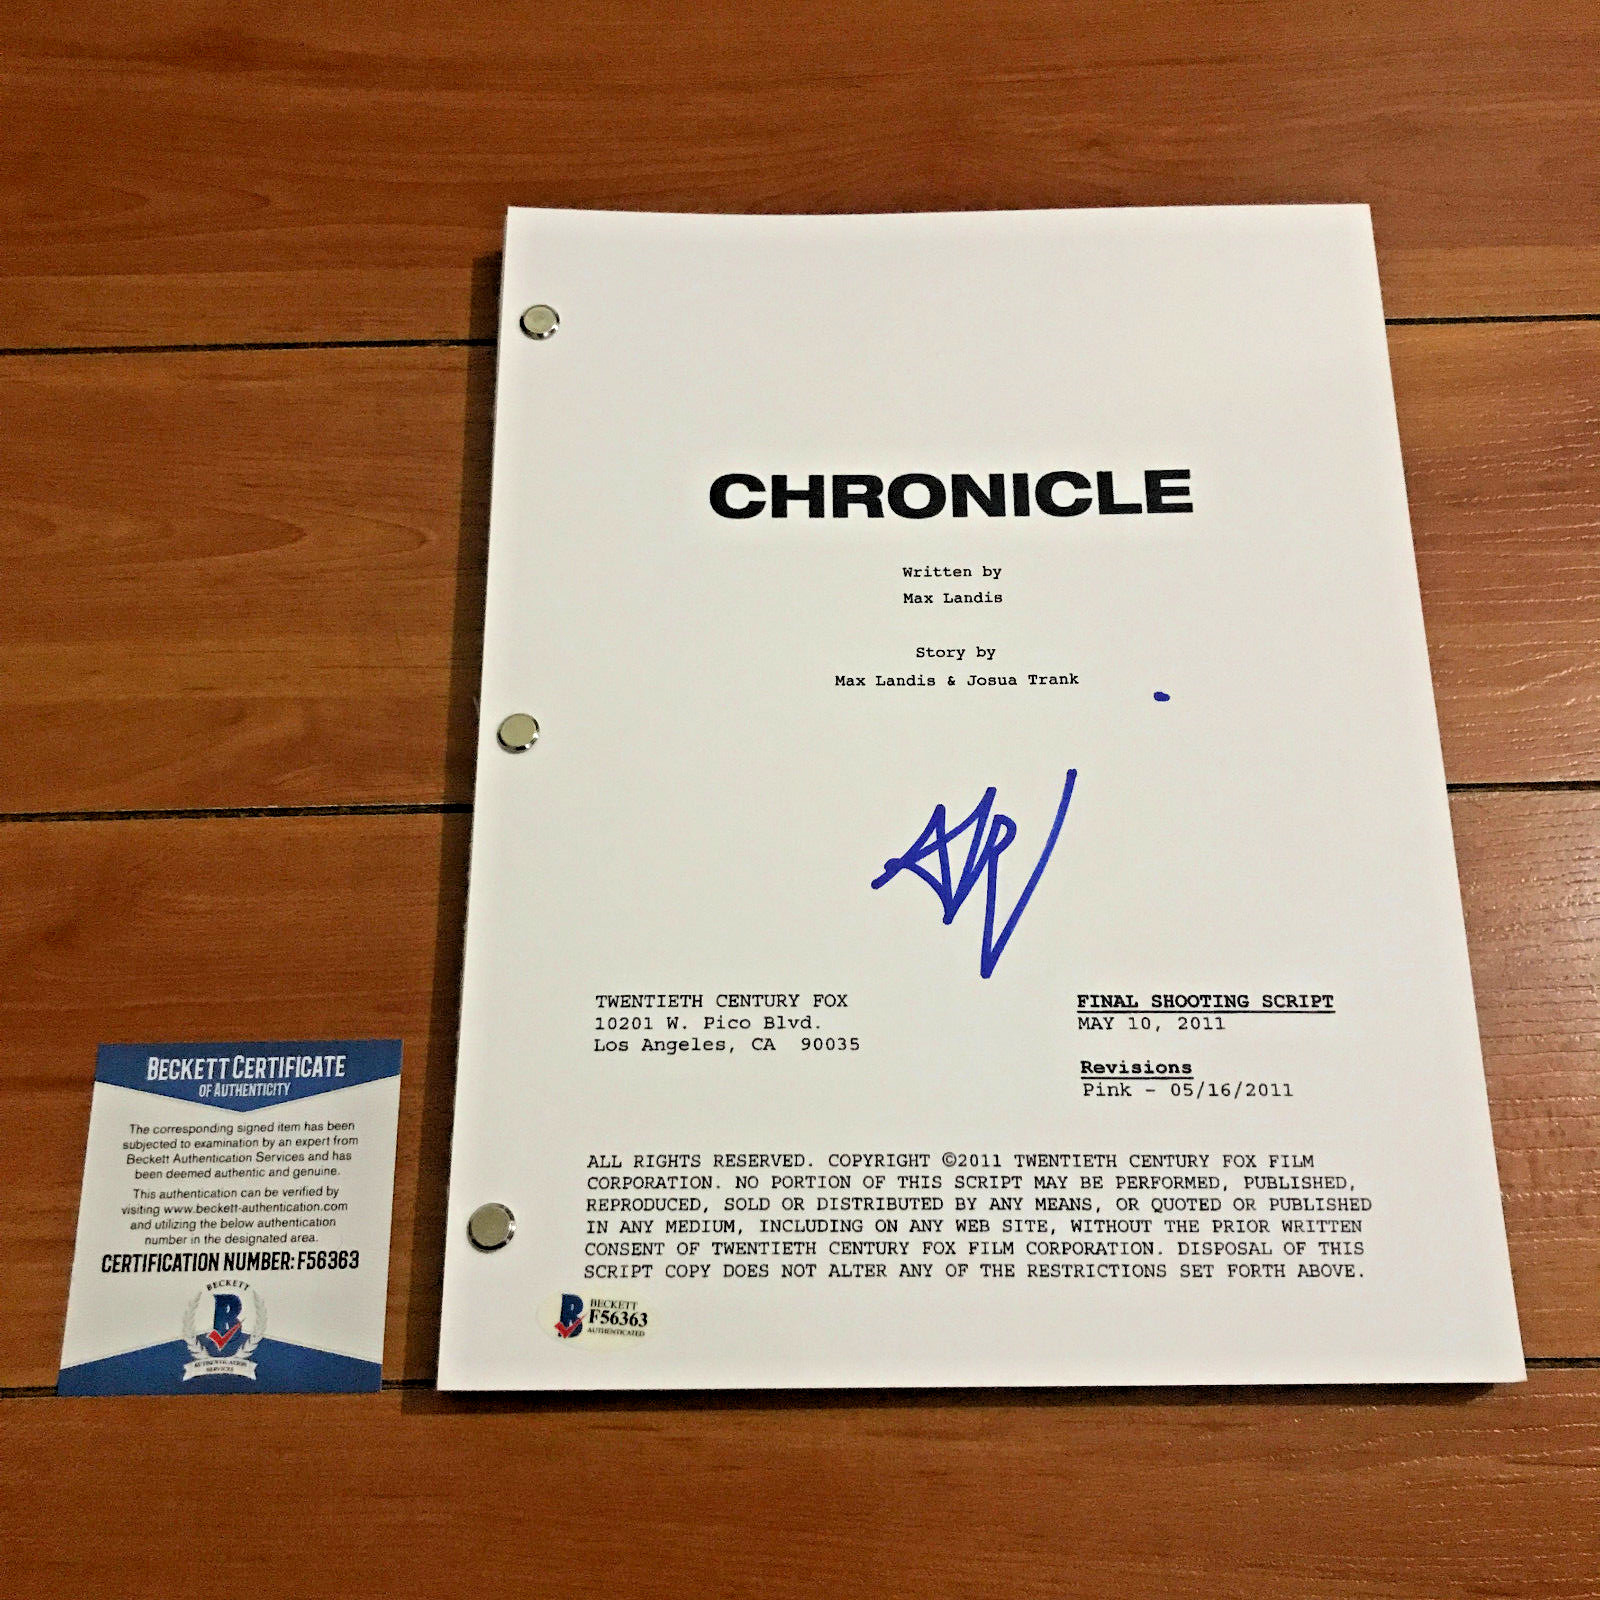 CHRONICLE
Written by
Max Landis
Story by
Max Landis & Josua Trank
TWENTIETH CENTURY FOX
10201 W. Pico Blvd.
Los Angeles, CA 90035
FINAL SHOOTING SCRIPT
MAY 10, 2011
Revisions
Pink - 05/16/2011
ALL RIGHTS RESERVED. COPYRIGHT ©2011 TWENTIETH CENTURY FOX FILM
CORPORATION. NO PORTION OF THIS SCRIPT MAY BE PERFORMED, PUBLISHED,
REPRODUCED, SOLD OR DISTRIBUTED BY ANY MEANS, OR QUOTED OR PUBLISHED
IN ANY MEDIUM, INCLUDING ON ANY WEB SITE, WITHOUT THE PRIOR WRITTEN
CONSENT OF TWENTIETH CENTURY FOX FILM CORPORATION. DISPOSAL OF THIS
SCRIPT COPY DOES NOT ALTER ANY OF THE RESTRICTIONS SET FORTH ABOVE.
B
BECKETT
F56363
AUTHENTICATED
BECKETT CERTIFICATE
OF AUTHENTICITY
The corresponding signed item has been
subjected to examination by an expert from
Beckett Authentication Services and has
been deemed authentic and genuine.
This authentication can be verified by
visiting www.beckett-authentication.com
and utilizing the below authentication
number in the designated area.
CERTIFICATION NUMBER: F56363
BECKETT
B
AUTHENTICATION
SERVICES